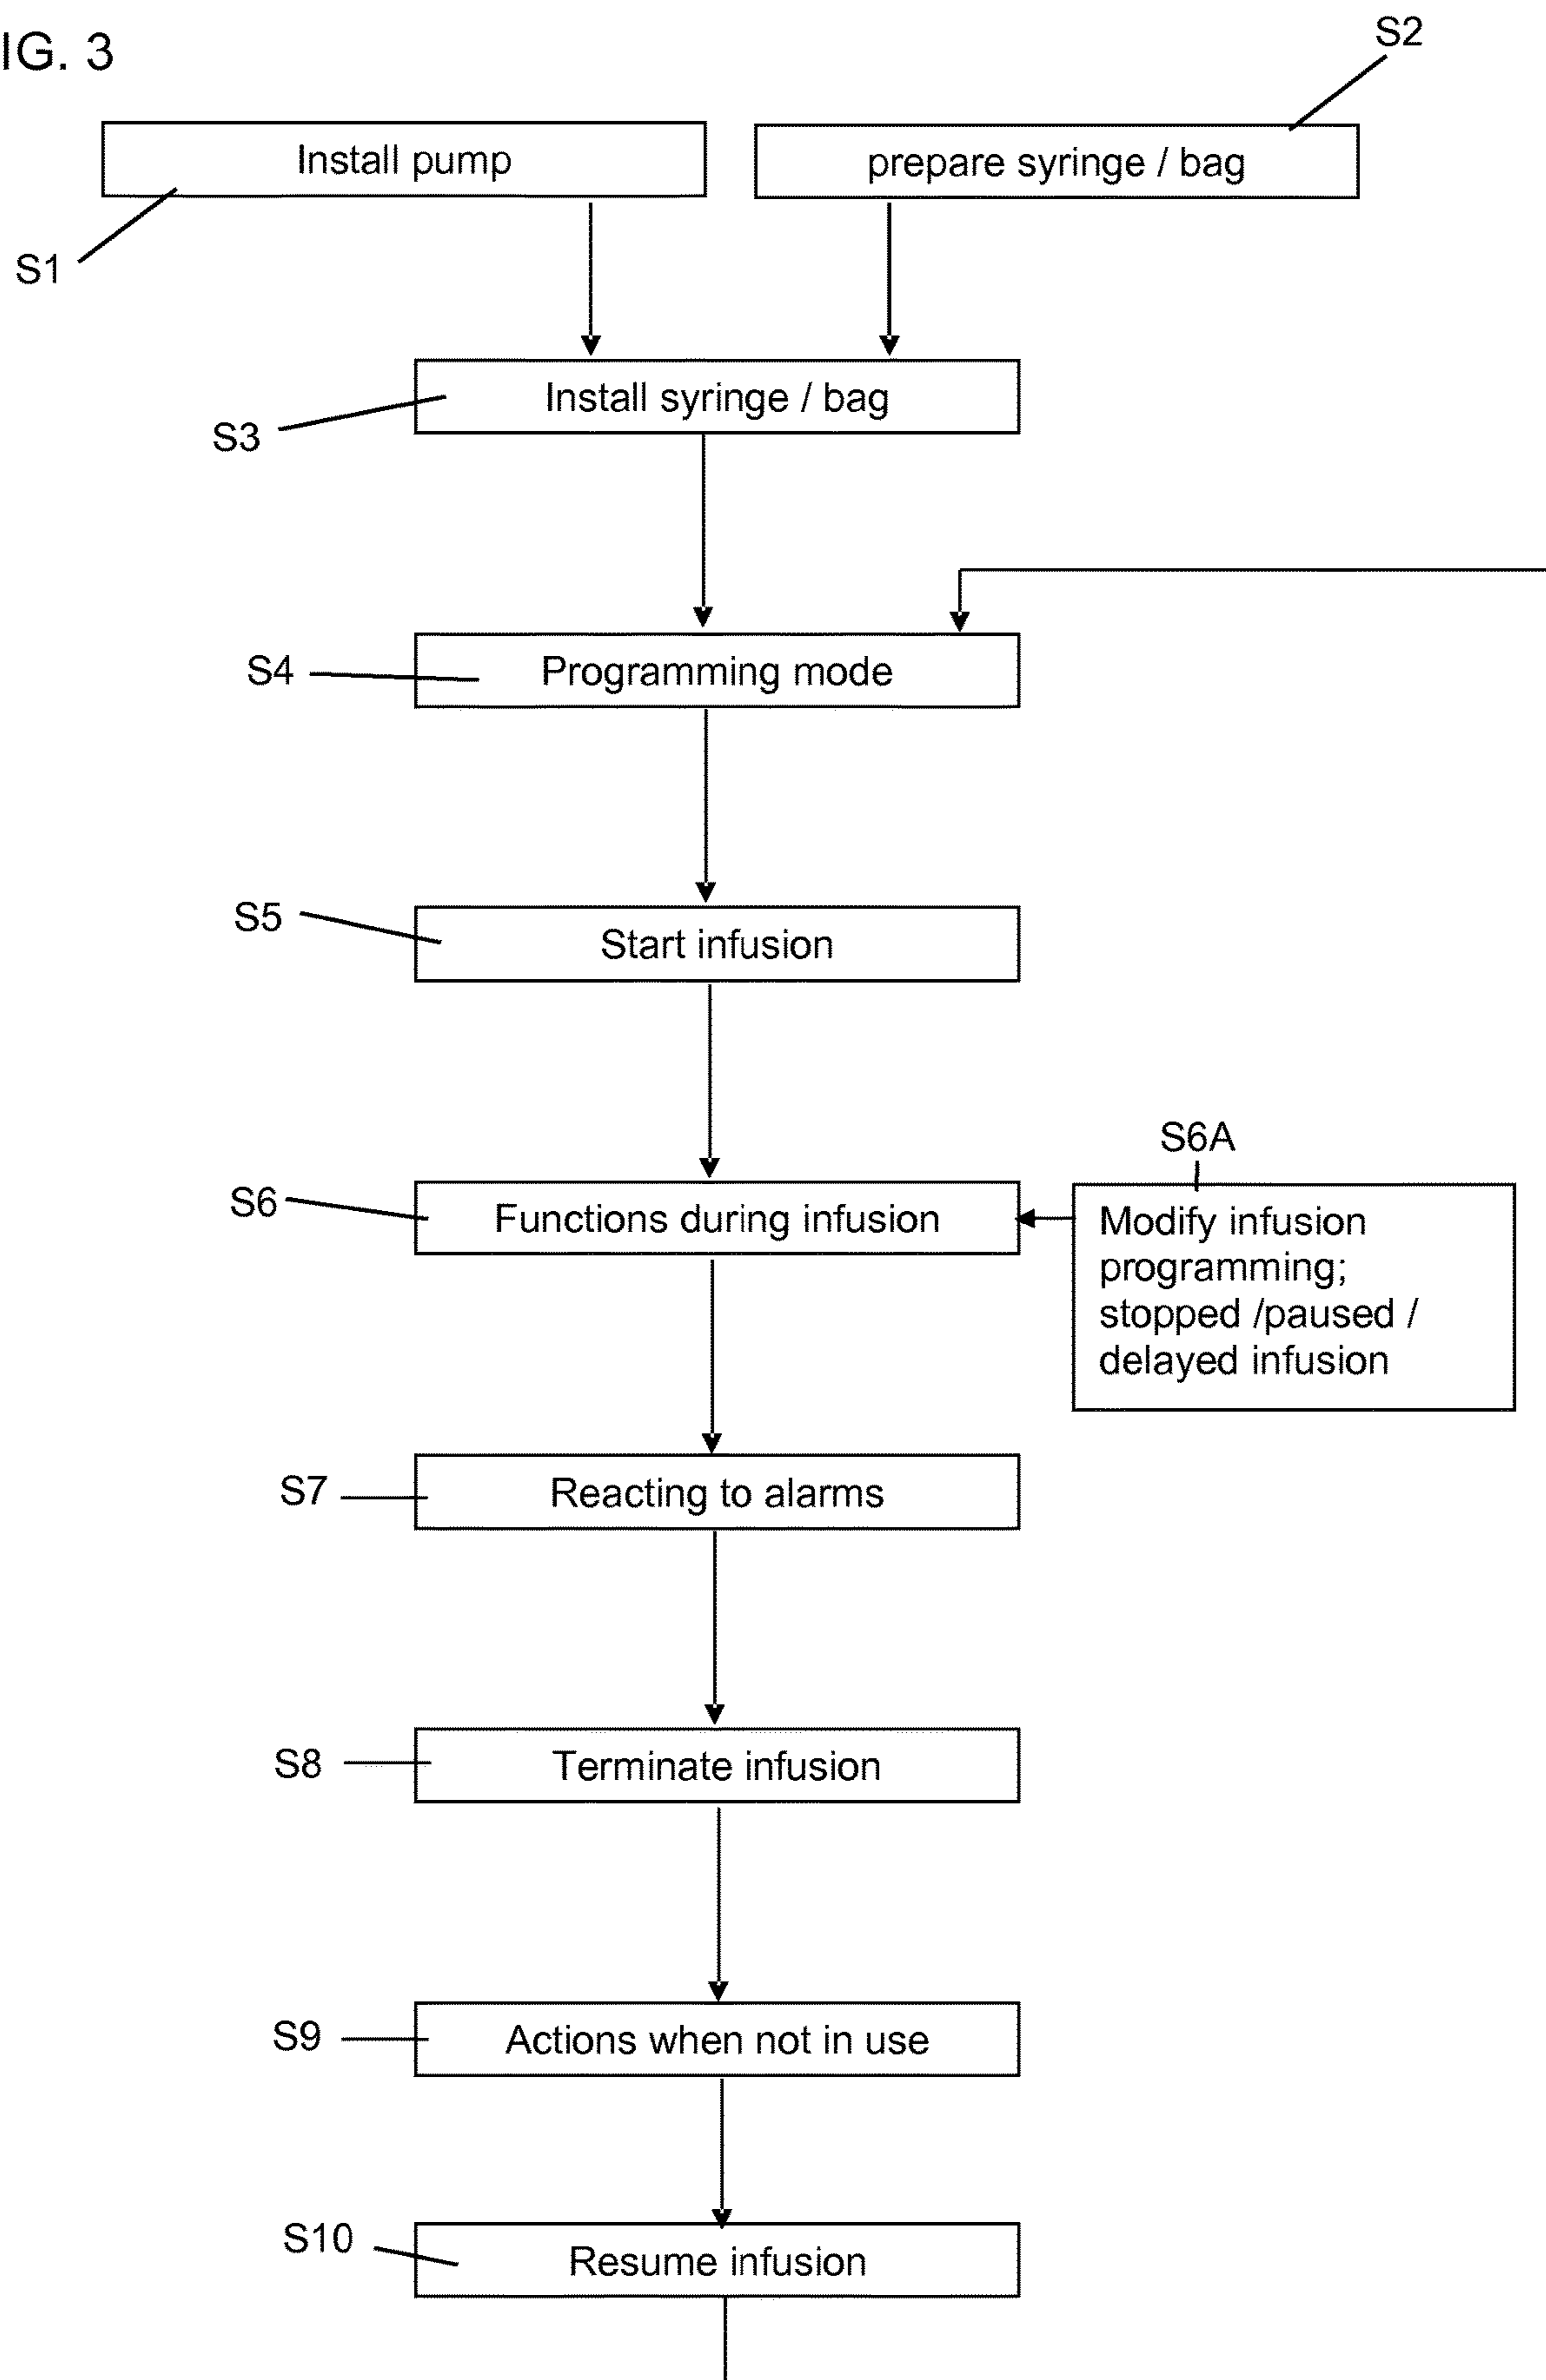 IG. 3
S2
Install pump
prepare syringe / bag
S1
Install syringe / bag
S3
S4
Programming mode
S5
Start infusion
S6A
S6
Functions during infusion
Modify infusion
programming;
stopped /paused /
delayed infusion
S7
Reacting to alarms
S8
Terminate infusion
S9
Actions when not in use
S10
Resume infusion